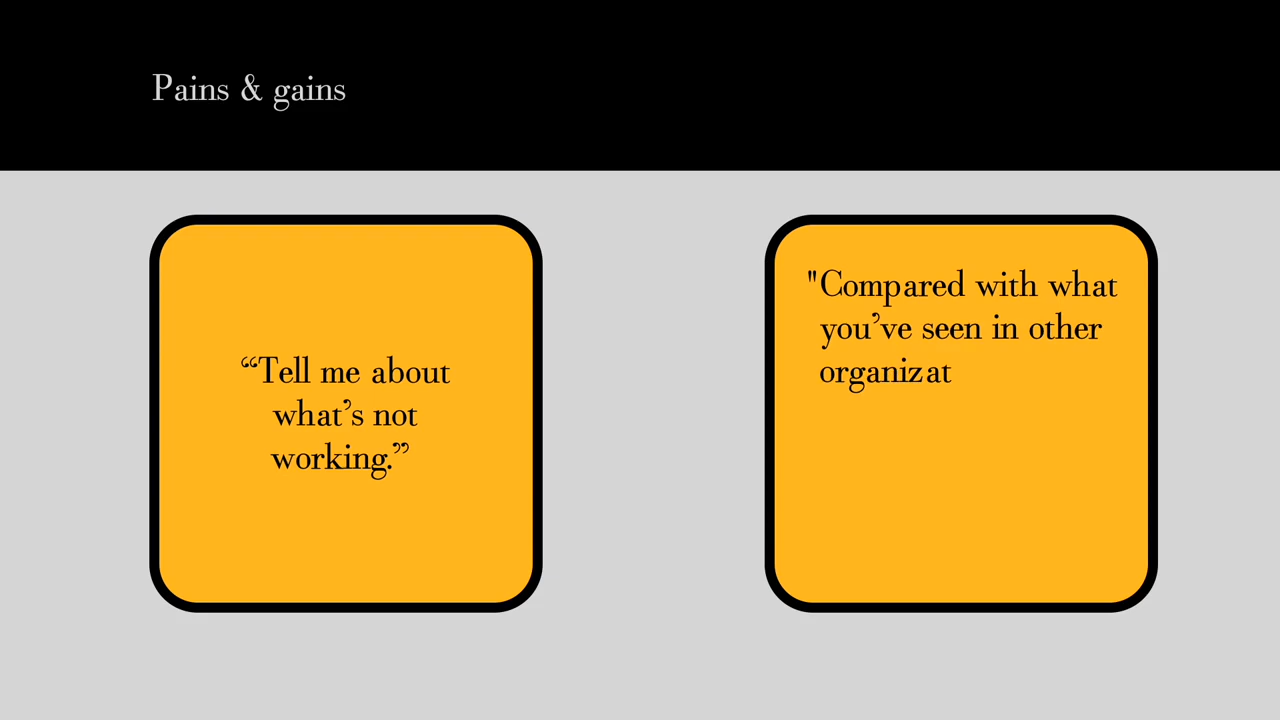 Pains & gains
“Tell me about
what’s not
working.”
"Compared with what
you’ve seen in other
organizat